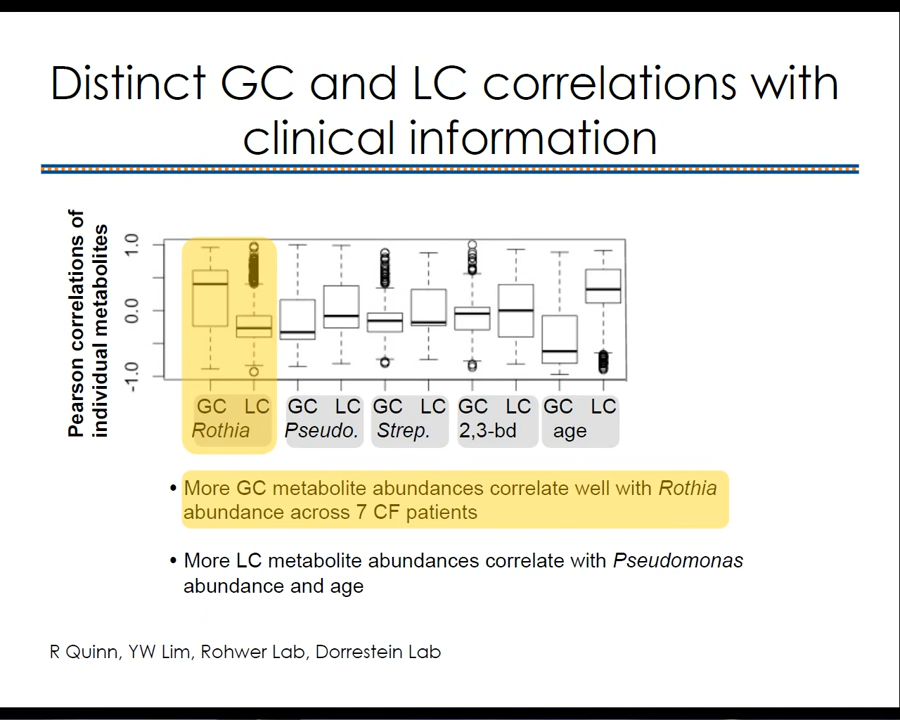 Distinct GC and LC correlations with
clinical information
Pearson correlations of
individual metabolites
1.0
0.0
-1.0
GC LC GC LC GC LC GC LC GC LC
Rothia Pseudo. Strep. 2,3-bd age
• More GC metabolite abundances correlate well with Rothia
abundance across 7 CF patients
• More LC metabolite abundances correlate with Pseudomonas
abundance and age
R Quinn, YW Lim, Rohwer Lab, Dorrestein Lab